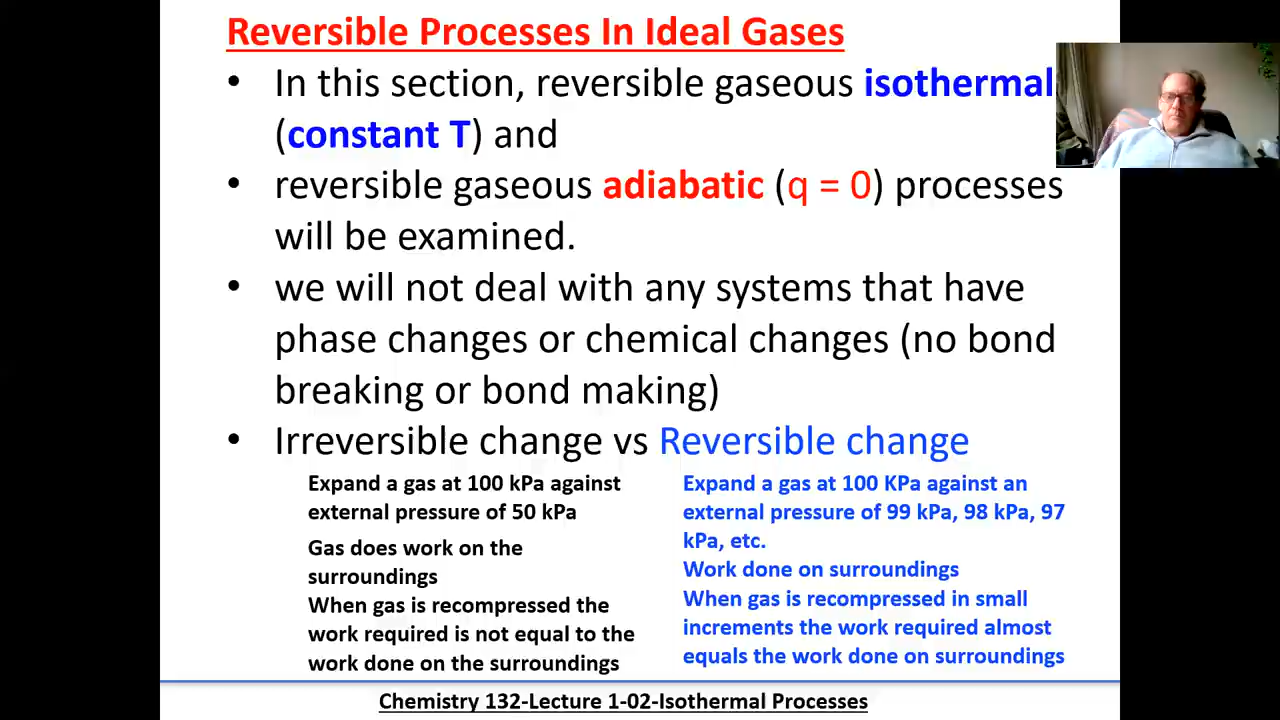 Reversible Processes In Ideal Gases
• In this section, reversible gaseous isothermal
(constant T) and
• reversible gaseous adiabatic (q = 0) processes
will be examined.
• we will not deal with any systems that have
phase changes or chemical changes (no bond
breaking or bond making)
• Irreversible change vs Reversible change
Expand a gas at 100 kPa against
external pressure of 50 kPa
Gas does work on the
surroundings
When gas is recompressed the
work required is not equal to the
work done on the surroundings
Expand a gas at 100 KPa against an
external pressure of 99 kPa, 98 kPa, 97
kPa, etc.
Work done on surroundings
When gas is recompressed in small
increments the work required almost
equals the work done on surroundings
Chemistry 132-Lecture 1-02-Isothermal Processes